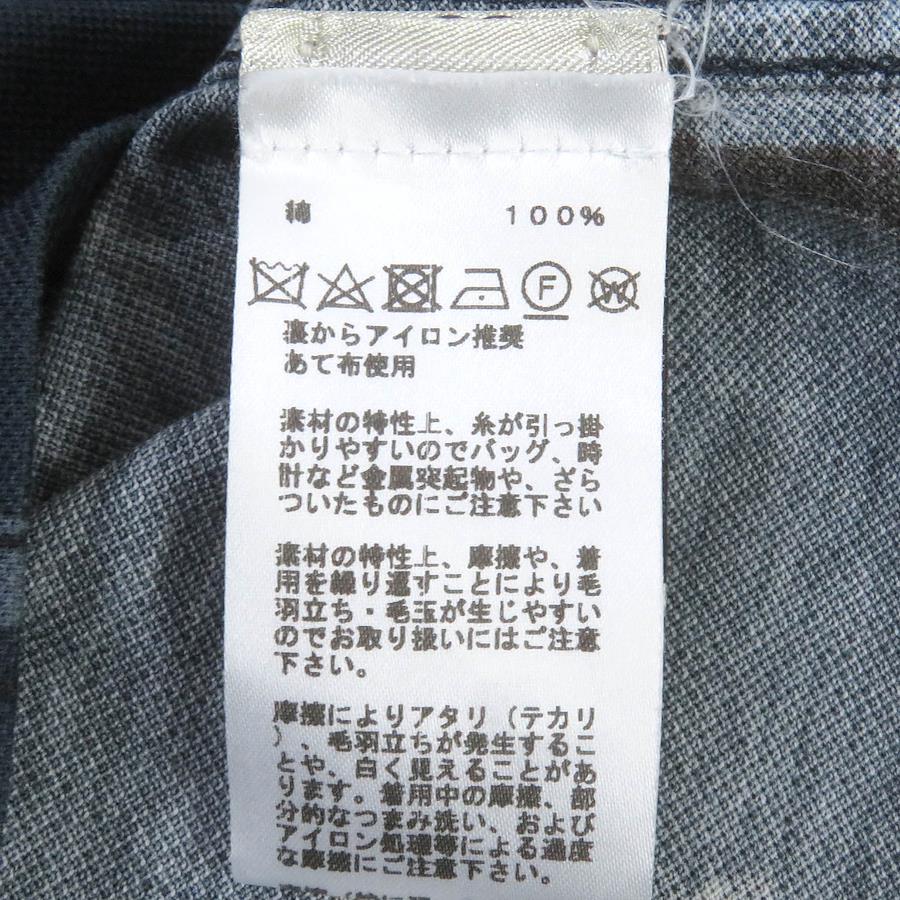 綿 100%
F W
裏からアイロン推奨
あて布使用
素材の特性上、糸が引っ掛
かりやすいのでバッグ、時
計など金属突起物や、ざら
ついたものにご注意下さい
素材の特性上、摩擦や、着
用を繰り返すことにより毛
羽立ち・毛玉が生じやすい
のでお取り扱いにはご注意
下さい。
摩擦によりアタリ（テカリ
）、毛羽立ちが発生するこ
とや、白く見えることがあ
ります。着用中の摩擦、部
分的なつまみ洗い、および
アイロン処理等による過度
な摩擦にご注意下さい。